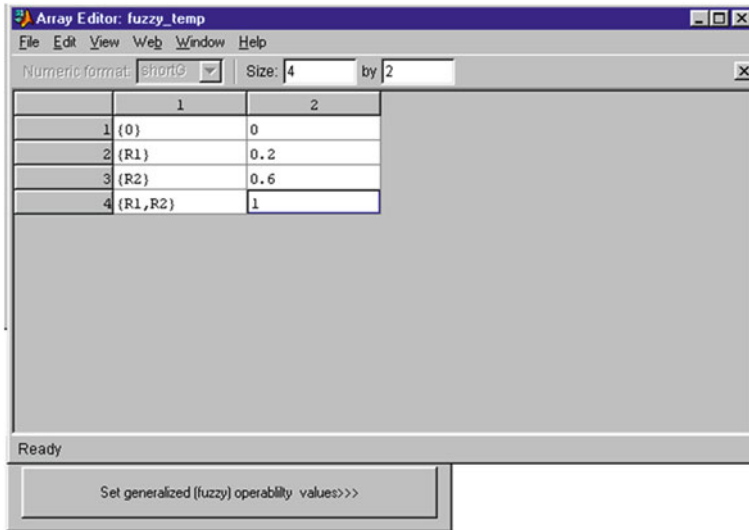 Array Editor: fuzzy_temp
File Edit View Web Window Help
Numeric format: shortG Size: 4 by 2
1 2
1 {0} 0
2 {R1} 0.2
3 {R2} 0.6
4 {R1,R2} 1
Ready
Set generalized (fuzzy) operablilty values>>>